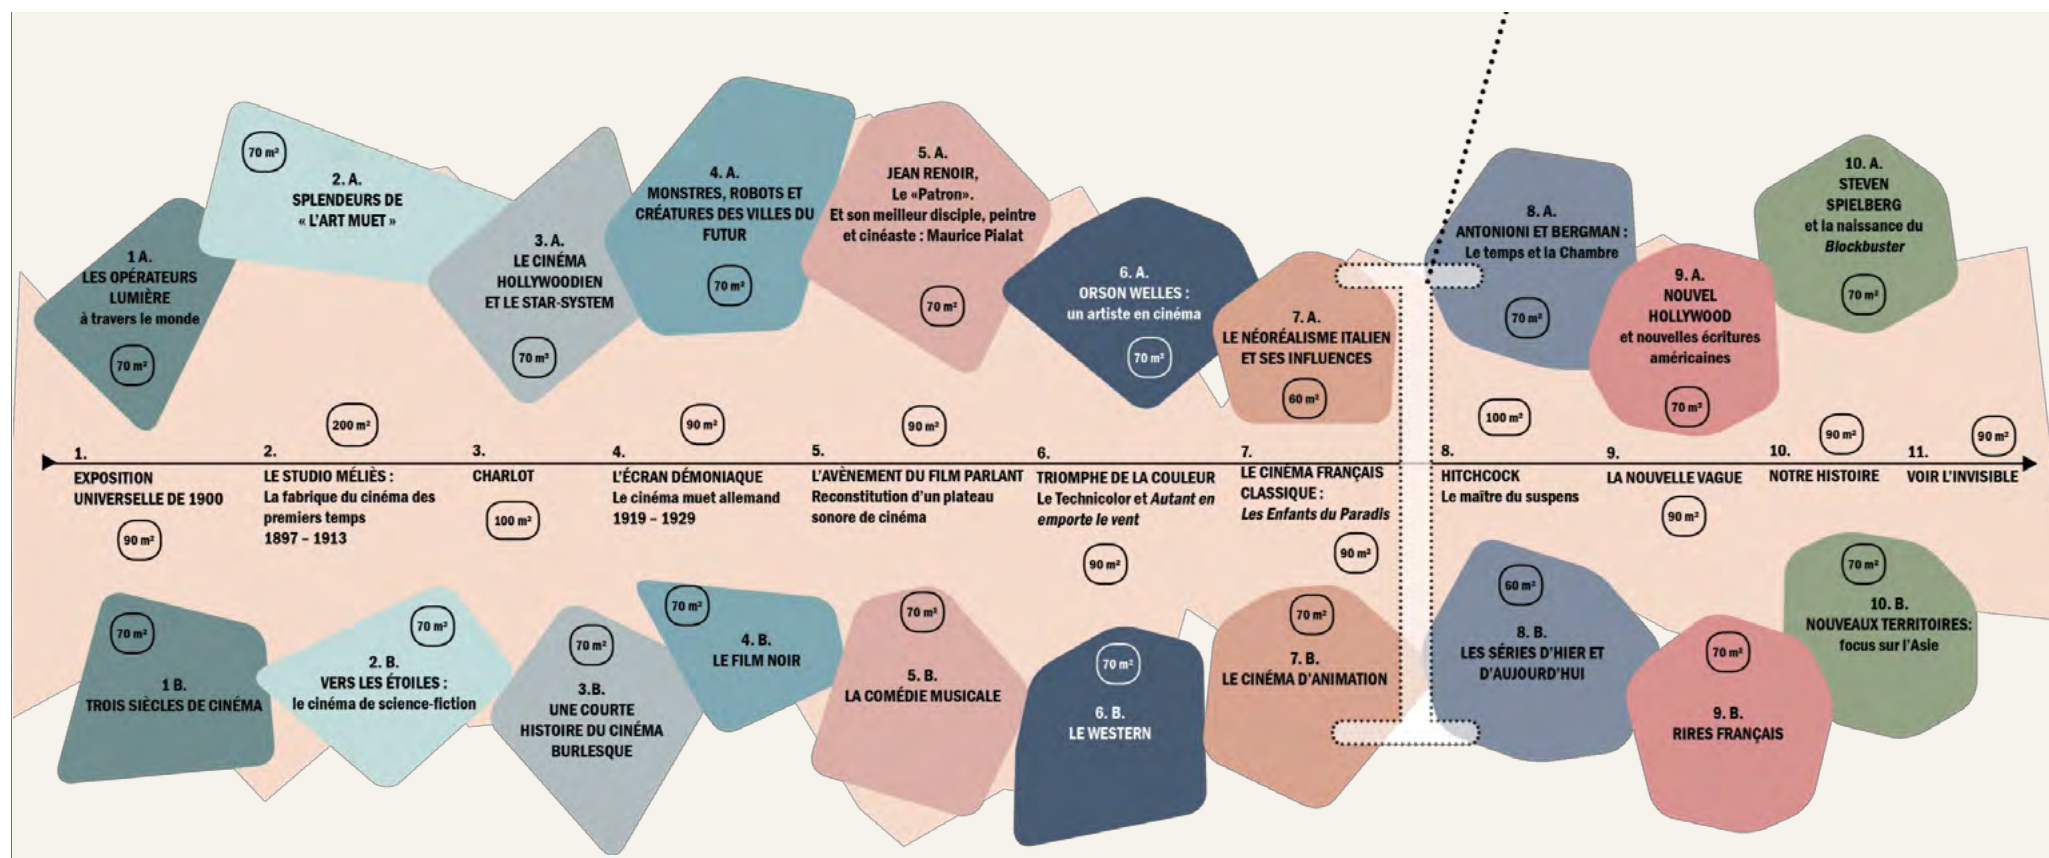 1 A.
LES OPÉRATEURS
LUMIÈRE
à travers le monde
70 m²
70 m²
2. A.
SPLENDEURS DE
« L'ART MUET »
3. A.
LE CINÉMA
HOLLYWOODIEN
ET LE STAR-SYSTEM
70 m²
4. A.
MONSTRES, ROBOTS ET
CRÉATURES DES VILLES DU
FUTUR
70 m²
5. A.
JEAN RENOIR,
Le «Patron».
Et son meilleur disciple, peintre
et cinéaste : Maurice Pialat
70 m²
6. A.
ORSON WELLES :
un artiste en cinéma
70 m²
7. A.
LE NÉORÉALISME ITALIEN
ET SES INFLUENCES
60 m²
8. A.
ANTONIONI ET BERGMAN :
Le temps et la Chambre
70 m²
9. A.
NOUVEL
HOLLYWOOD
et nouvelles écritures
américaines
70 m²
10. A.
STEVEN
SPIELBERG
et la naissance du
Blockbuster
70 m²
1.
EXPOSITION
UNIVERSELLE DE 1900
90 m²
200 m²
2.
LE STUDIO MÉLIÈS :
La fabrique du cinéma des
premiers temps
1897 – 1913
3.
CHARLOT
100 m²
90 m²
4.
L'ÉCRAN DÉMONIAQUE
Le cinéma muet allemand
1919 – 1929
90 m²
5.
L'AVÈNEMENT DU FILM PARLANT
Reconstitution d'un plateau
sonore de cinéma
6.
TRIOMPHE DE LA COULEUR
Le Technicolor et Autant en
emporte le vent
90 m²
7.
LE CINÉMA FRANÇAIS
CLASSIQUE :
Les Enfants du Paradis
90 m²
100 m²
8.
HITCHCOCK
Le maître du suspens
9.
LA NOUVELLE VAGUE
90 m²
90 m²
10.
NOTRE HISTOIRE
90 m²
11.
VOIR L'INVISIBLE
70 m²
1 B.
TROIS SIÈCLES DE CINÉMA
70 m²
2. B.
VERS LES ÉTOILES :
le cinéma de science-fiction
70 m²
3.B.
UNE COURTE
HISTOIRE DU CINÉMA
BURLESQUE
70 m²
4. B.
LE FILM NOIR
70 m²
5. B.
LA COMÉDIE MUSICALE
70 m²
6. B.
LE WESTERN
70 m²
7. B.
LE CINÉMA D'ANIMATION
60 m²
8. B.
LES SÉRIES D'HIER ET
D'AUJOURD'HUI
70 m²
9. B.
RIRES FRANÇAIS
70 m²
10. B.
NOUVEAUX TERRITOIRES:
focus sur l'Asie